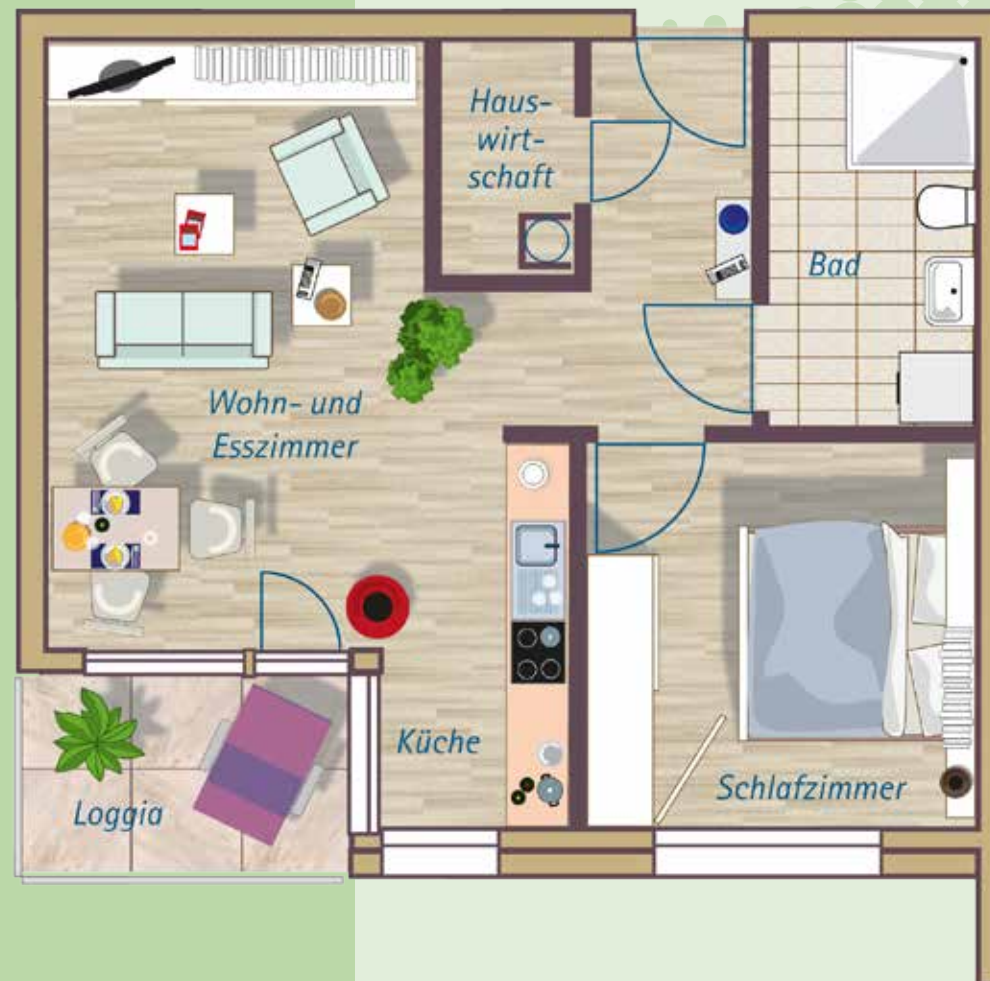 Haus-
wirt-
schaft
Bad
Wohn- und
Esszimmer
Küche
Schlafzimmer
Loggia